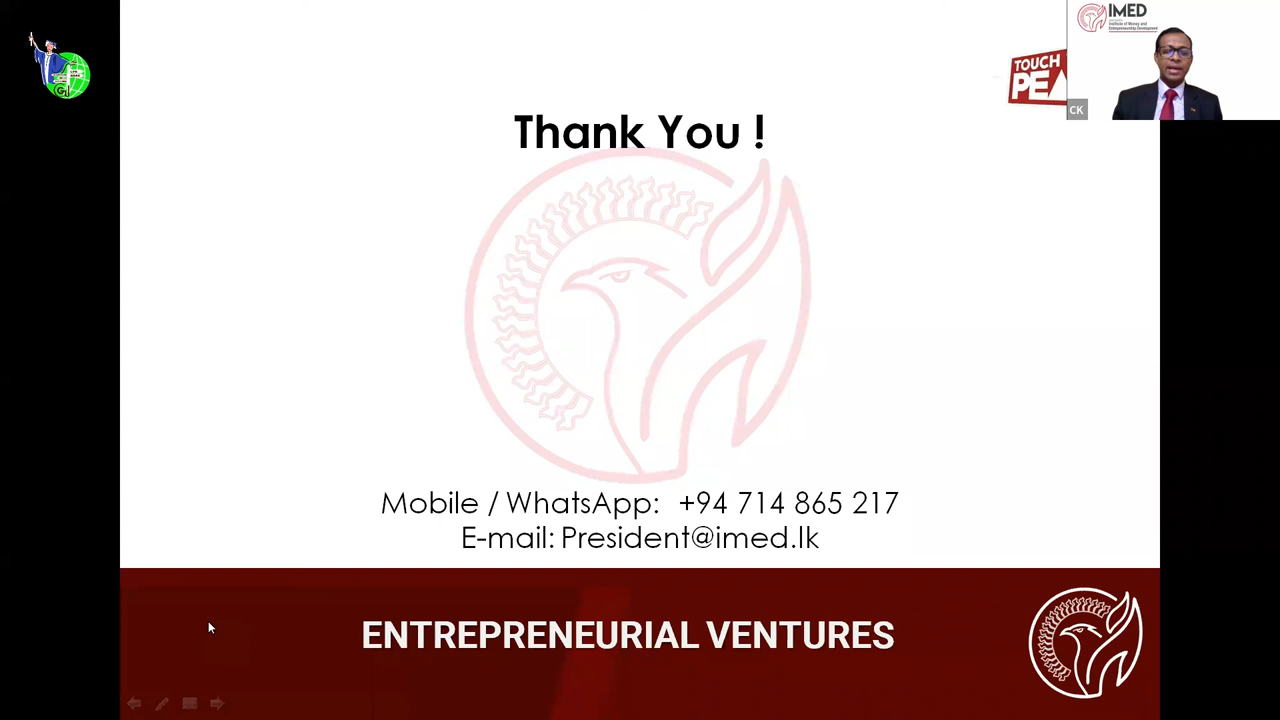 IMED
Institute of Money and
Entrepreneurship Development
TOUCH
PEA
CK
Thank You !
Mobile / WhatsApp: +94 714 865 217
E-mail: President@imed.lk
ENTREPRENEURIAL VENTURES